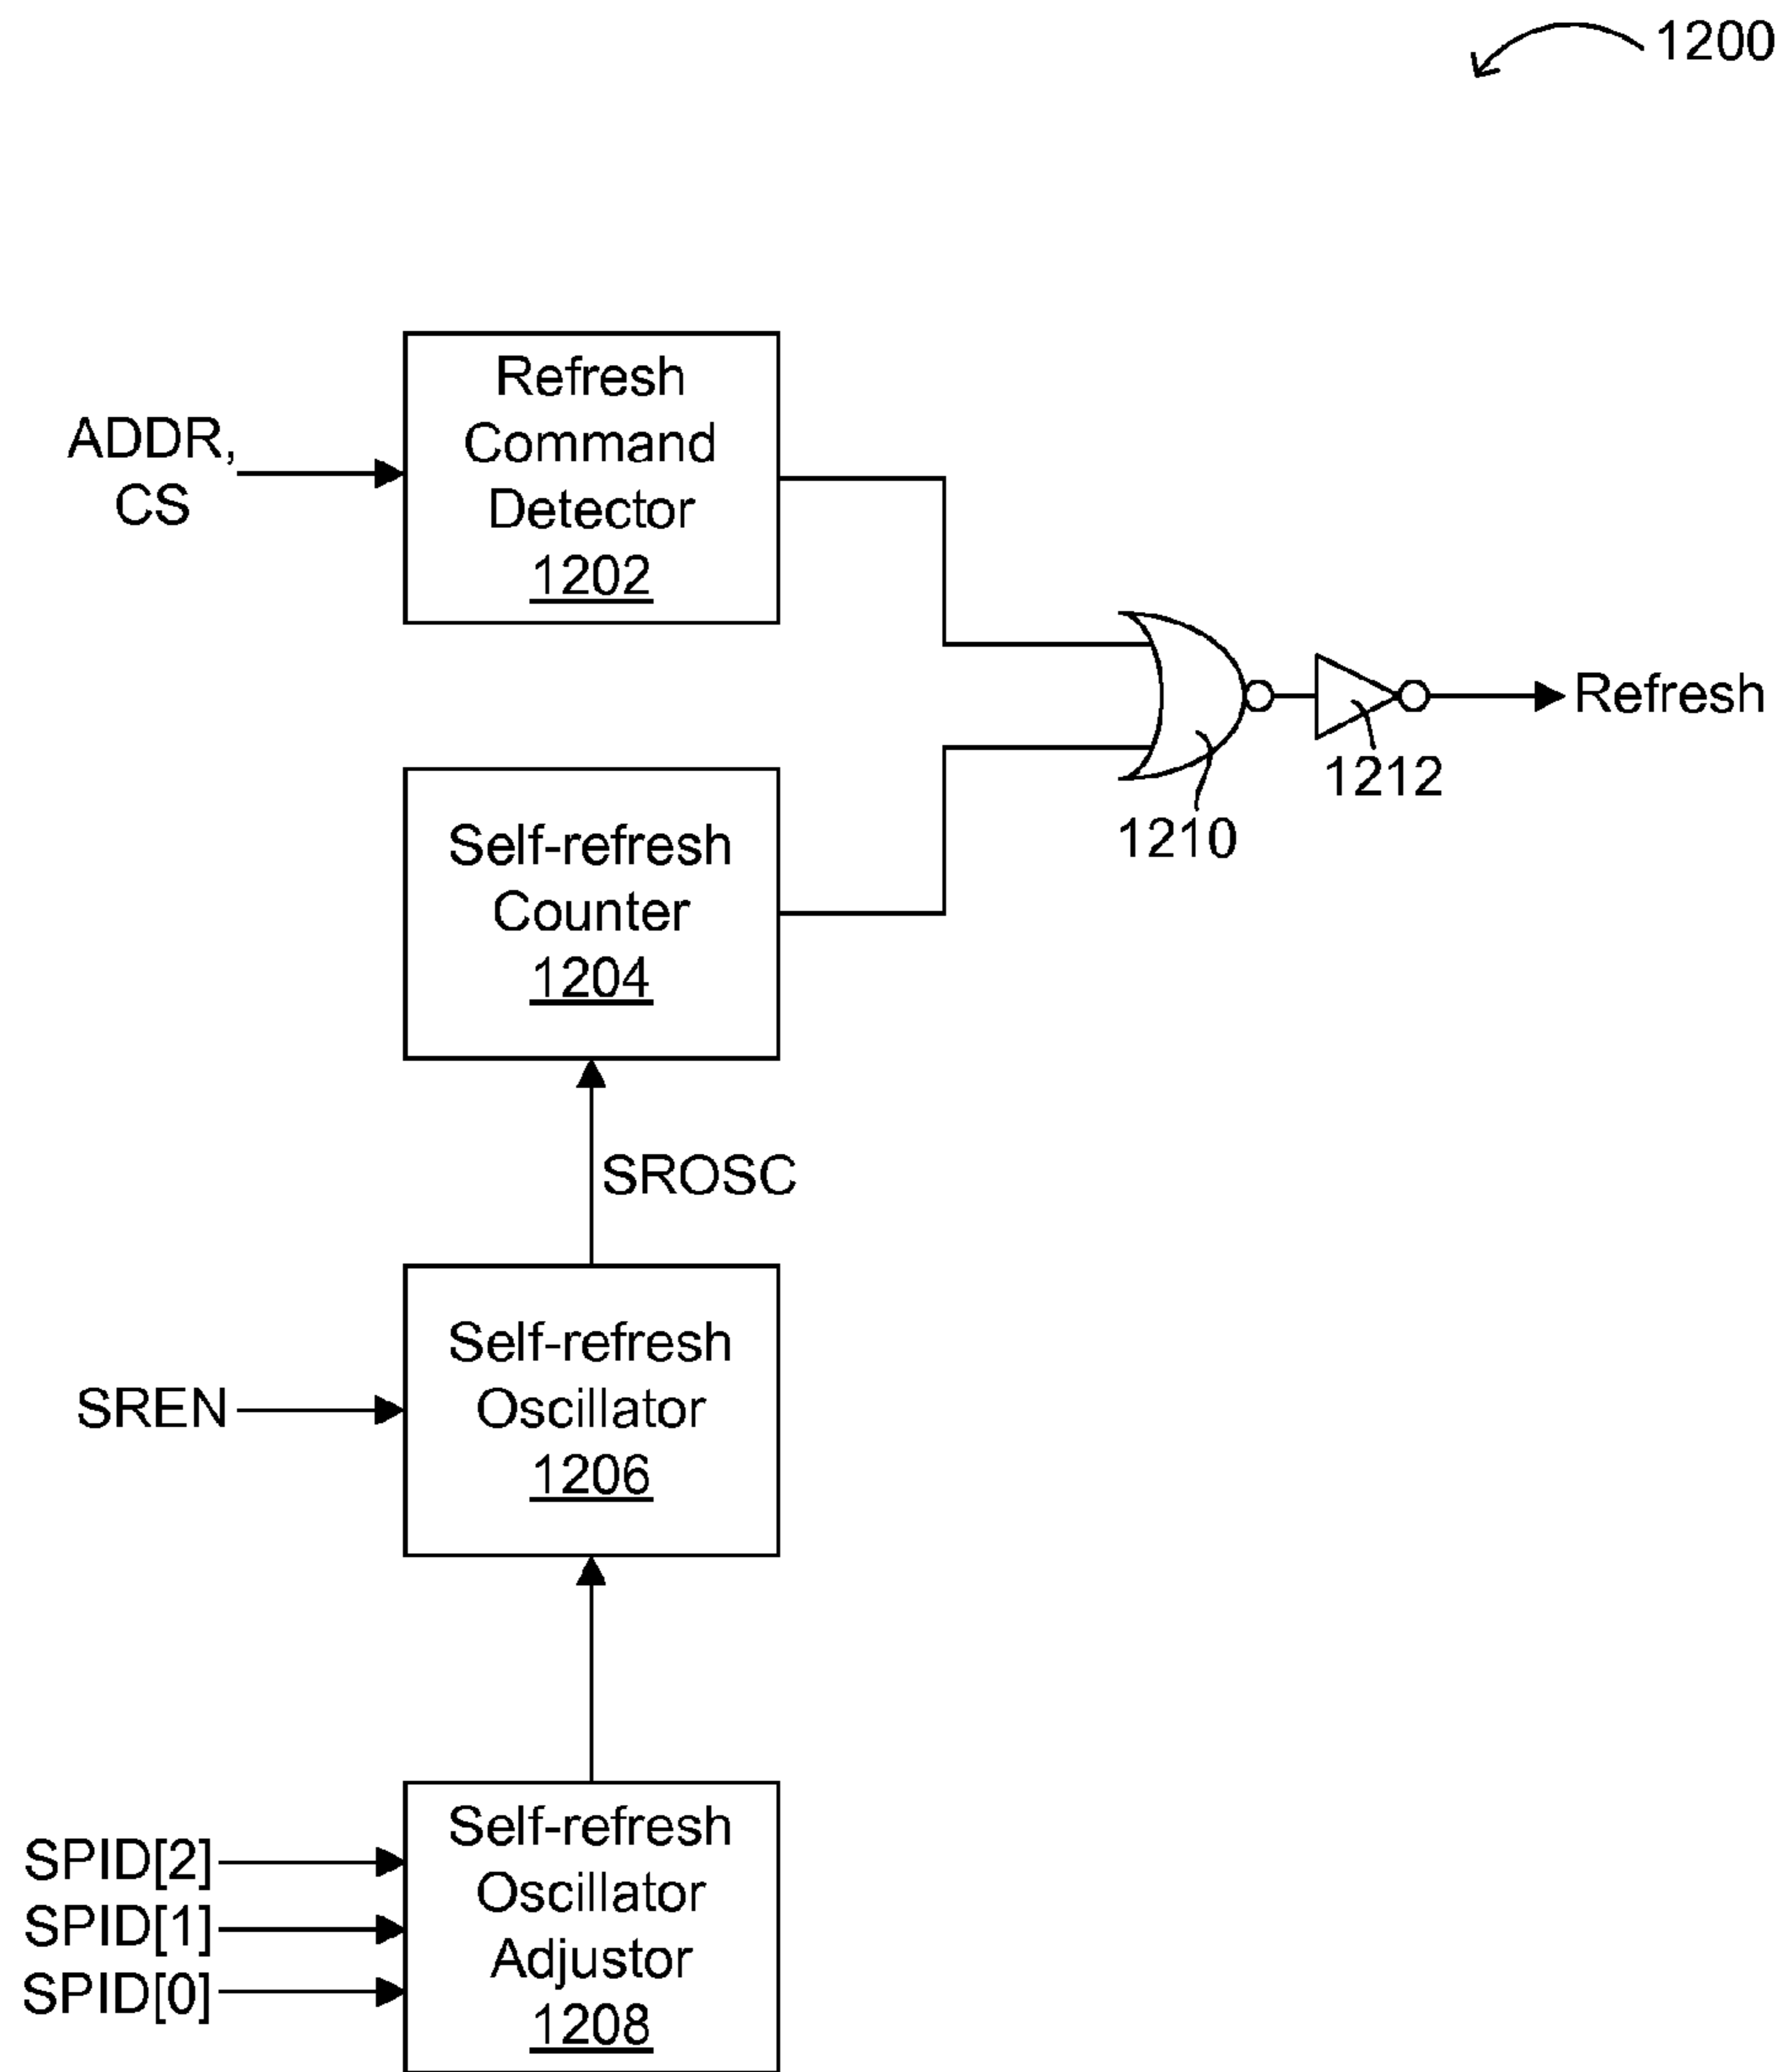 1200
ADDR,
CS
Refresh
Command
Detector
1202
Self-refresh
Counter
1204
1210
1212
Refresh
SROSC
SREN
Self-refresh
Oscillator
1206
SPID[2]
SPID[1]
SPID[0]
Self-refresh
Oscillator
Adjustor
1208